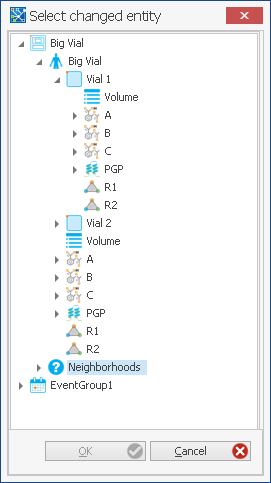 Select changed entity
Big Vial
Big Vial
Vial 1
Volume
A
B
C
PGP
R1
R2
Vial 2
Volume
A
B
C
PGP
R1
R2
Neighborhoods
EventGroup1
OK
Cancel